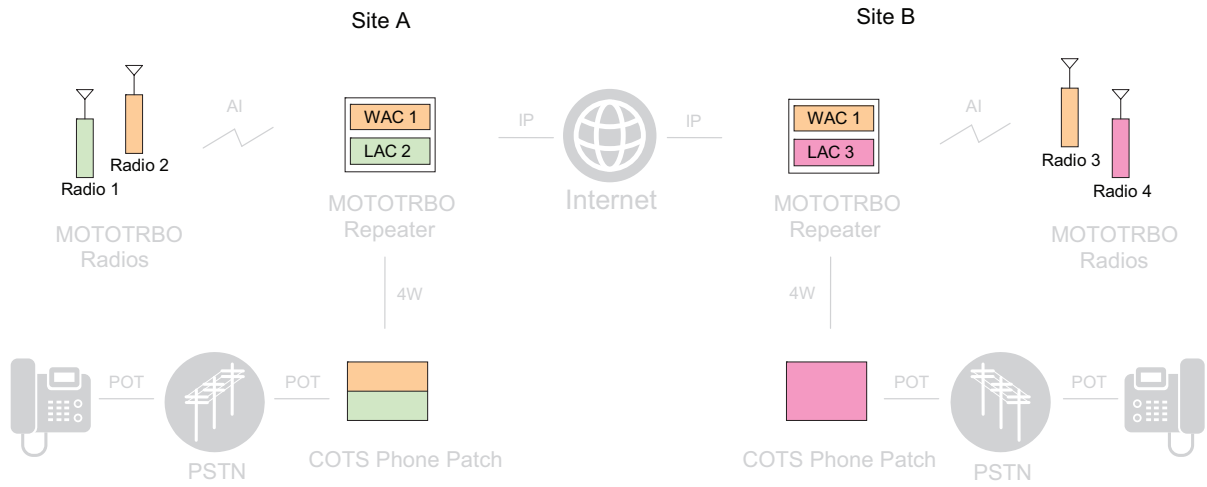 Site A
Site B
AI
WAC 1
LAC 2
IP
IP
WAC 1
LAC 3
AI
Radio 2
Radio 1
Radio 3
Radio 4
Internet
MOTOTRBO
Repeater
MOTOTRBO
Repeater
MOTOTRBO
Radios
MOTOTRBO
Radios
4W
4W
POT
POT
POT
POT
PSTN
COTS Phone Patch
COTS Phone Patch
PSTN